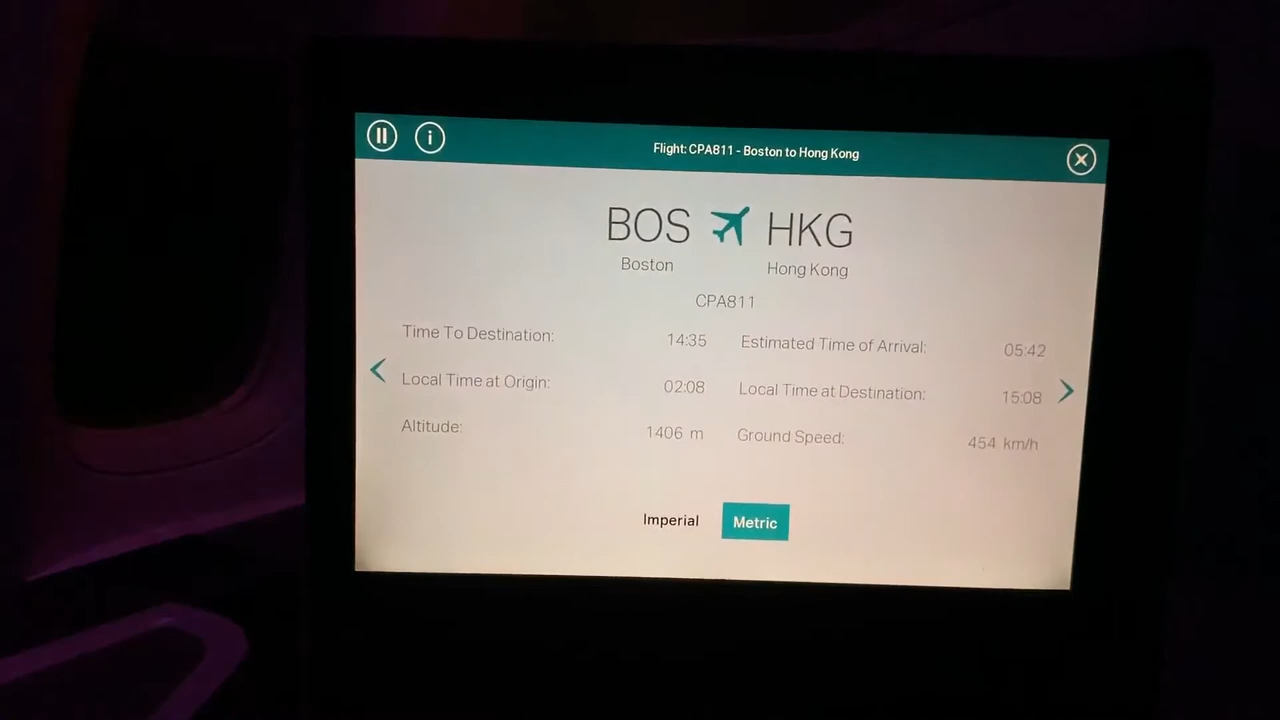 Flight: CPA811 - Boston to Hong Kong
BOS HKG
Boston Hong Kong
CPA811
Time To Destination: 14:35 Estimated Time of Arrival: 05:42
Local Time at Origin: 02:08 Local Time at Destination: 15:08
Altitude: 1406 m Ground Speed: 454 km/h
Imperial Metric